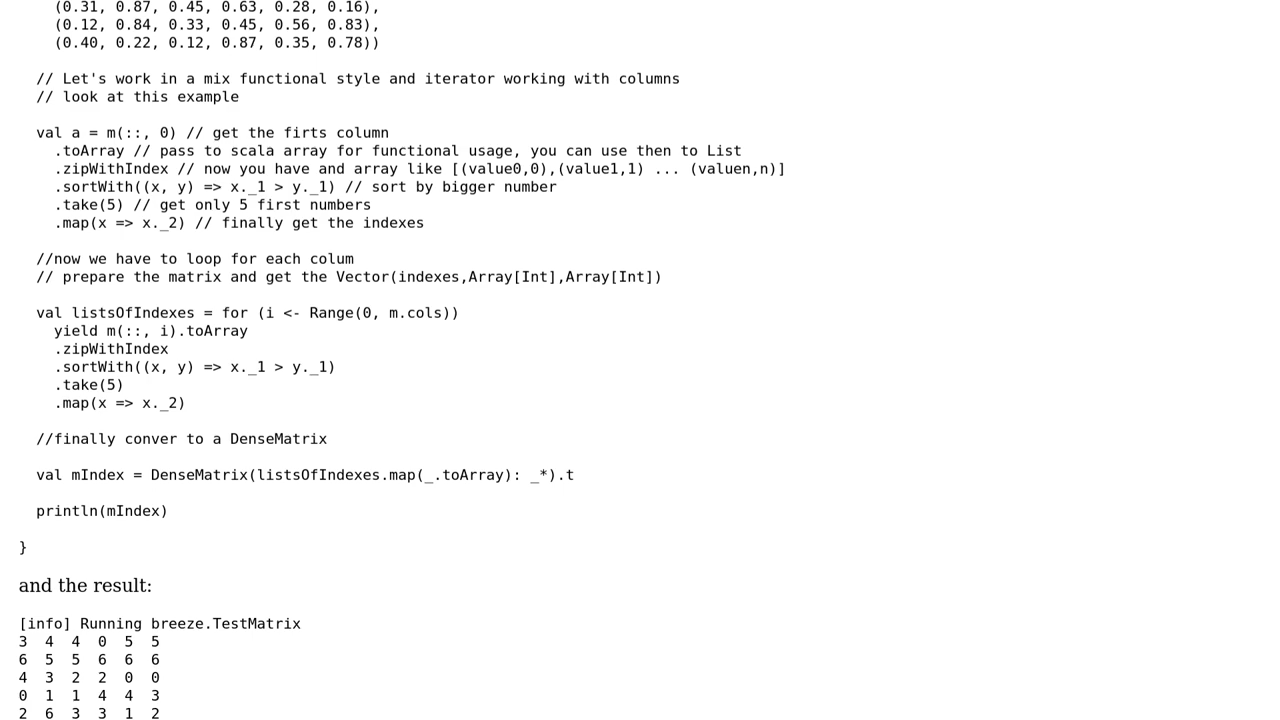 (0.31, 0.87, 0.45, 0.63, 0.28, 0.16),
(0.12, 0.84, 0.33, 0.45, 0.56, 0.83),
(0.40, 0.22, 0.12, 0.87, 0.35, 0.78))
// Let's work in a mix functional style and iterator working with columns
// look at this example
val a = m(::, 0) // get the firts column
.toArray // pass to scala array for functional usage, you can use then to List
.zipWithIndex // now you have and array like [(value0,0),(value1,1) ... (valuen,n)]
.sortWith((x, y) => x._1 > y._1) // sort by bigger number
.take(5) // get only 5 first numbers
.map(x => x._2) // finally get the indexes
//now we have to loop for each colum
// prepare the matrix and get the Vector(indexes,Array[Int],Array[Int])
val listsOfIndexes = for (i <- Range(0, m.cols))
yield m(::, i).toArray
.zipWithIndex
.sortWith((x, y) => x._1 > y._1)
.take(5)
.map(x => x._2)
//finally conver to a DenseMatrix
val mIndex = DenseMatrix(listsOfIndexes.map(_.toArray): _*).t
println(mIndex)
}
and the result:
[info] Running breeze.TestMatrix
3  4  4  0  5  5
6  5  5  6  6  6
4  3  2  2  0  0
0  1  1  4  4  3
2  6  3  3  1  2